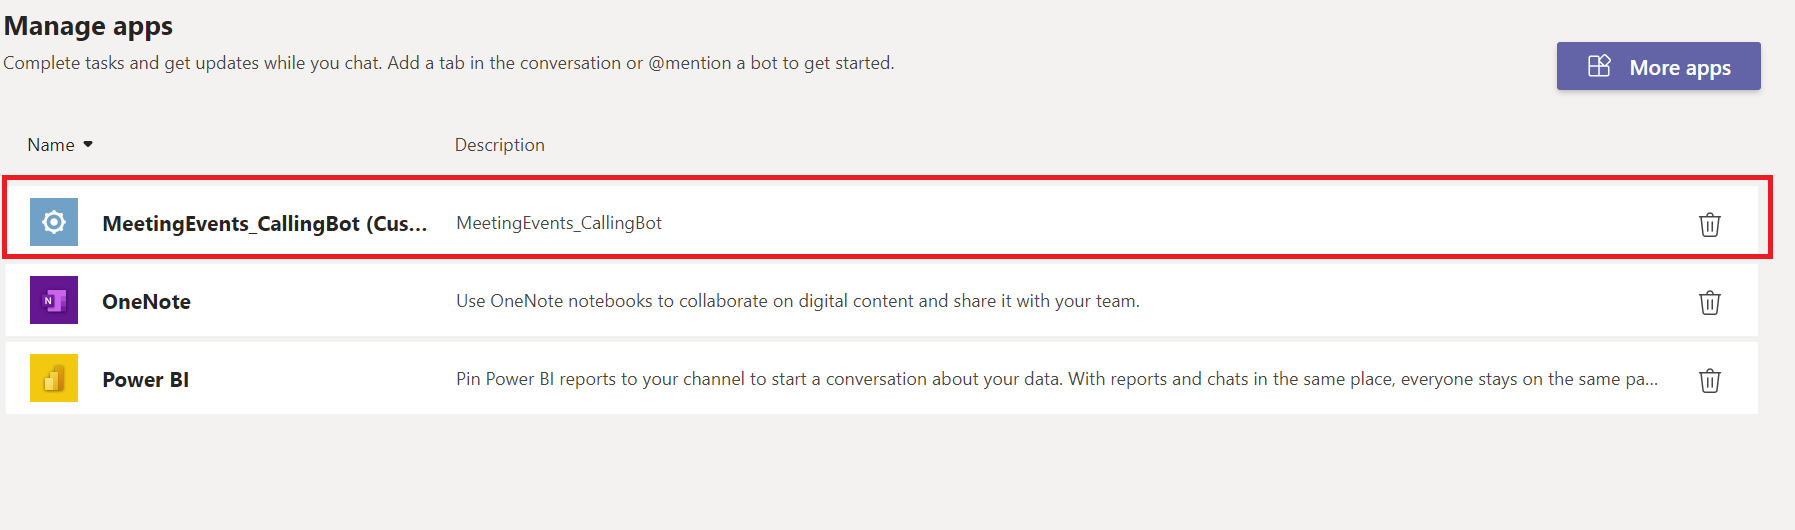 Manage apps
Complete tasks and get updates while you chat. Add a tab in the conversation or @mention a bot to get started.
More apps
Name Description
MeetingEvents_CallingBot (Cus... MeetingEvents_CallingBot
N OneNote Use OneNote notebooks to collaborate on digital content and share it with your team.
Power BI Pin Power BI reports to your channel to start a conversation about your data. With reports and chats in the same place, everyone stays on the same pa...